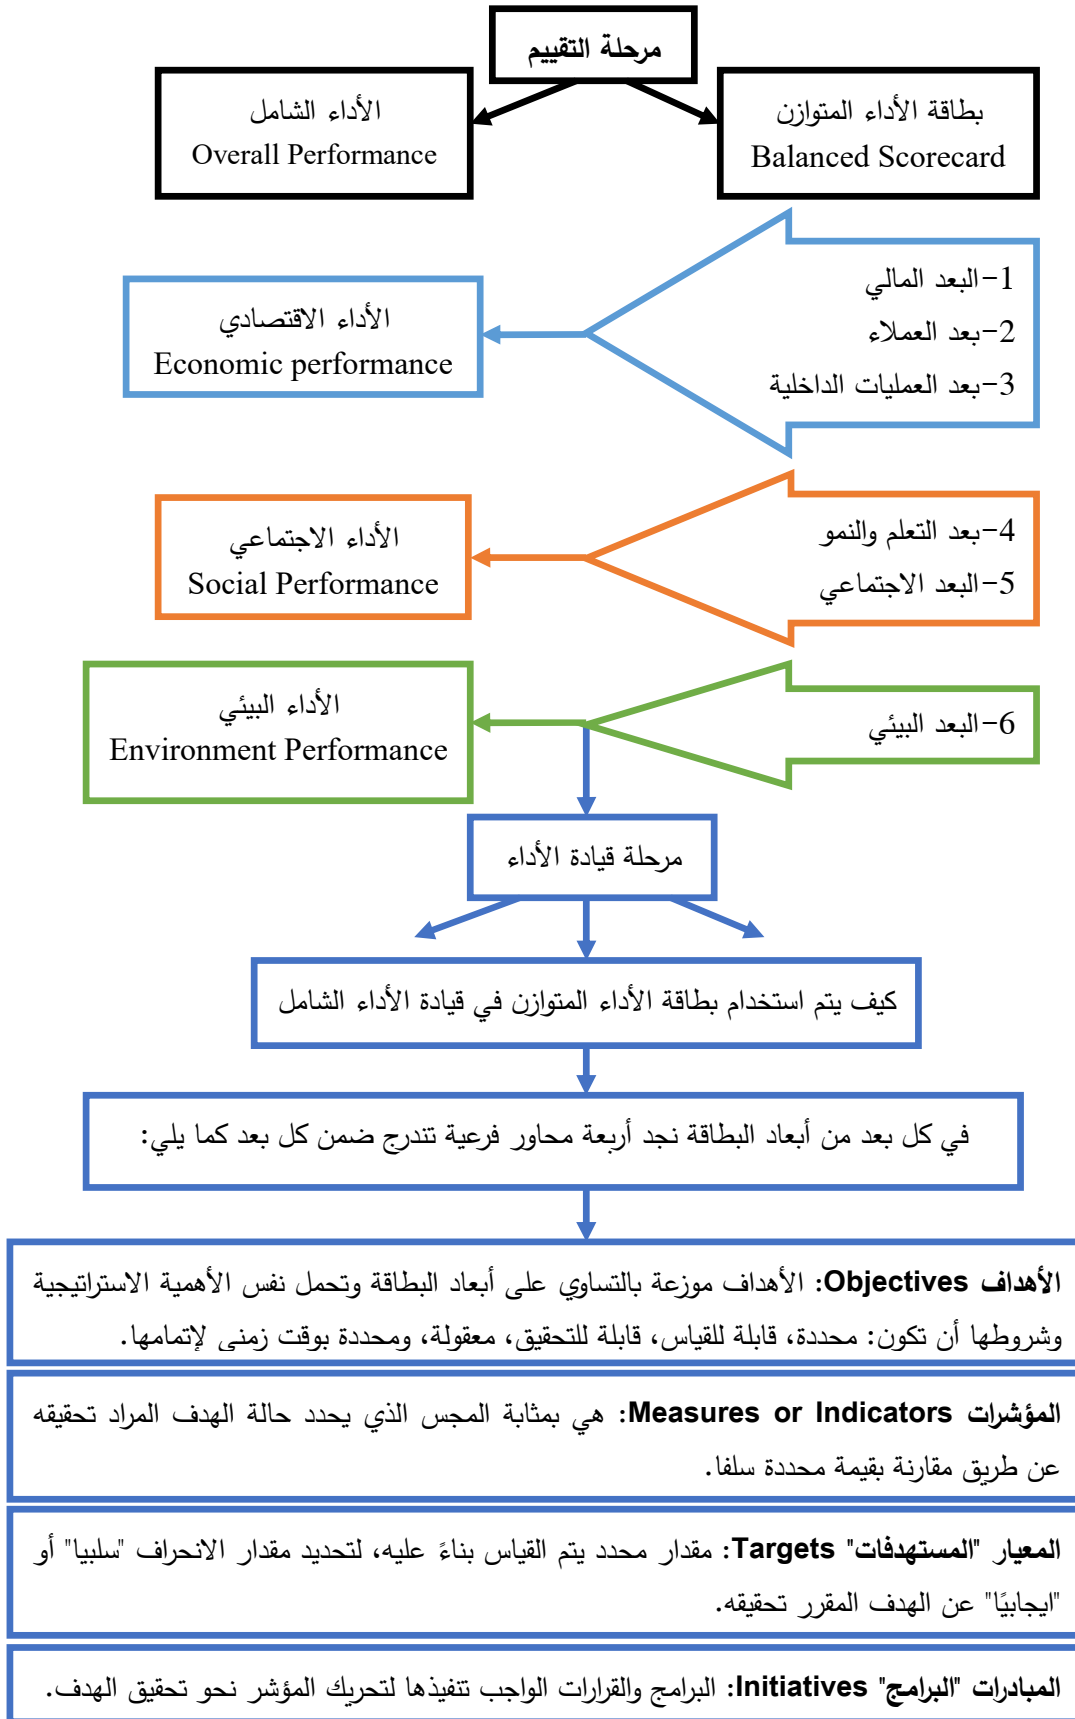 مرحلة التقييم
بطاقة الأداء المتوازن
Balanced Scorecard
الأداء الشامل
Overall Performance
1-البعد المالي
2-بعد العملاء
3-بعد العمليات الداخلية
الأداء الاقتصادي
Economic performance
4-بعد التعلم والنمو
5-البعد الاجتماعي
الأداء الاجتماعي
Social Performance
6-البعد البيئي
الأداء البيئي
Environment Performance
مرحلة قيادة الأداء
كيف يتم استخدام بطاقة الأداء المتوازن في قيادة الأداء الشامل
في كل بعد من أبعاد البطاقة نجد أربعة محاور فرعية تندرج ضمن كل بعد كما يلي:
الأهداف Objectives: الأهداف موزعة بالتساوي على أبعاد البطاقة وتحمل نفس الأهمية الاستراتيجية
وشروطها أن تكون: محددة، قابلة للقياس، قابلة للتحقيق، معقولة، ومحددة بوقت زمني لإتمامها.
المؤشرات Measures or Indicators: هي بمثابة المجس الذي يحدد حالة الهدف المراد تحقيقه
عن طريق مقارنة بقيمة محددة سلفا.
المعيار "المستهدفات" Targets: مقدار محدد يتم القياس بناءً عليه، لتحديد مقدار الانحراف "سلبيا" أو
"ايجابيًا" عن الهدف المقرر تحقيقه.
المبادرات "البرامج" Initiatives: البرامج والقرارات الواجب تتفيذها لتحريك المؤشر نحو تحقيق الهدف.